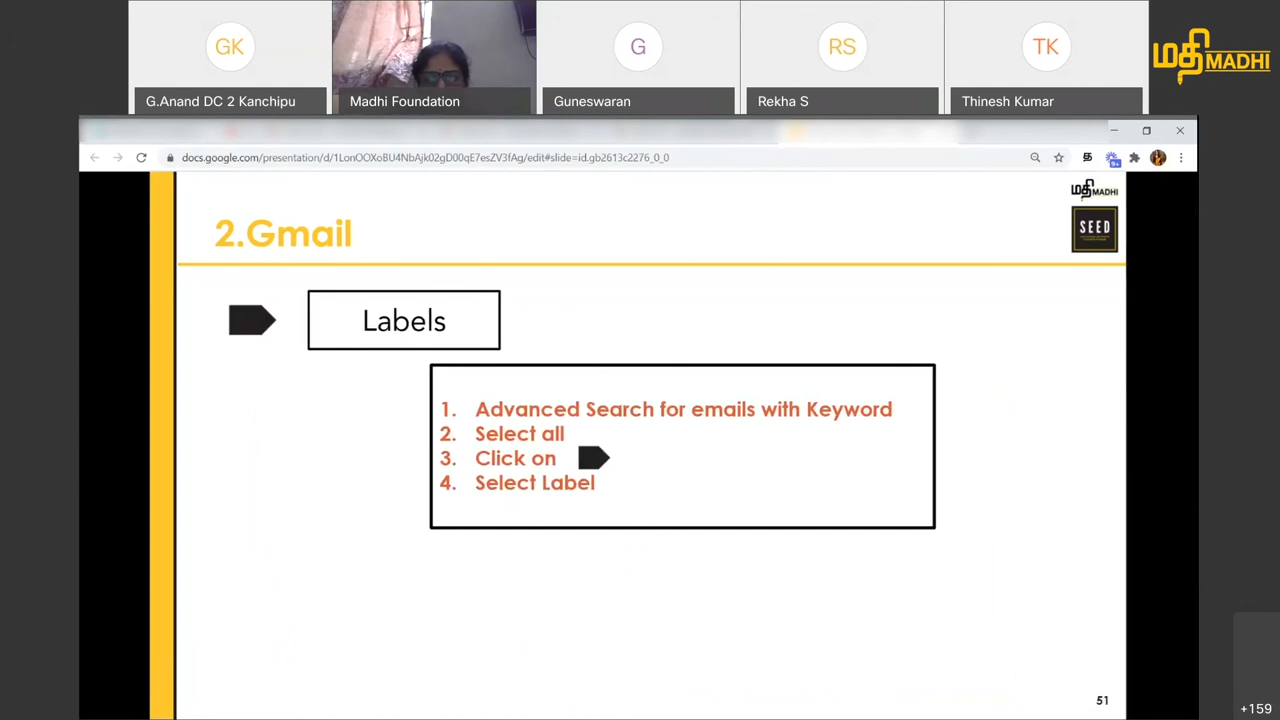 GK
G
RS
TK
மதி MADHI
G.Anand DC 2 Kanchipu
Madhi Foundation
Guneswaran
Rekha S
Thinesh Kumar
docs.google.com/presentation/d/1LonOOXoBU4NbAjk02gD00qE7esZV3fAg/edit#slide=id.gb2613c2276_0_0
9+
மதி MADHI
SEED
2.Gmail
Labels
1. Advanced Search for emails with Keyword
2. Select all
3. Click on
4. Select Label
51
+159